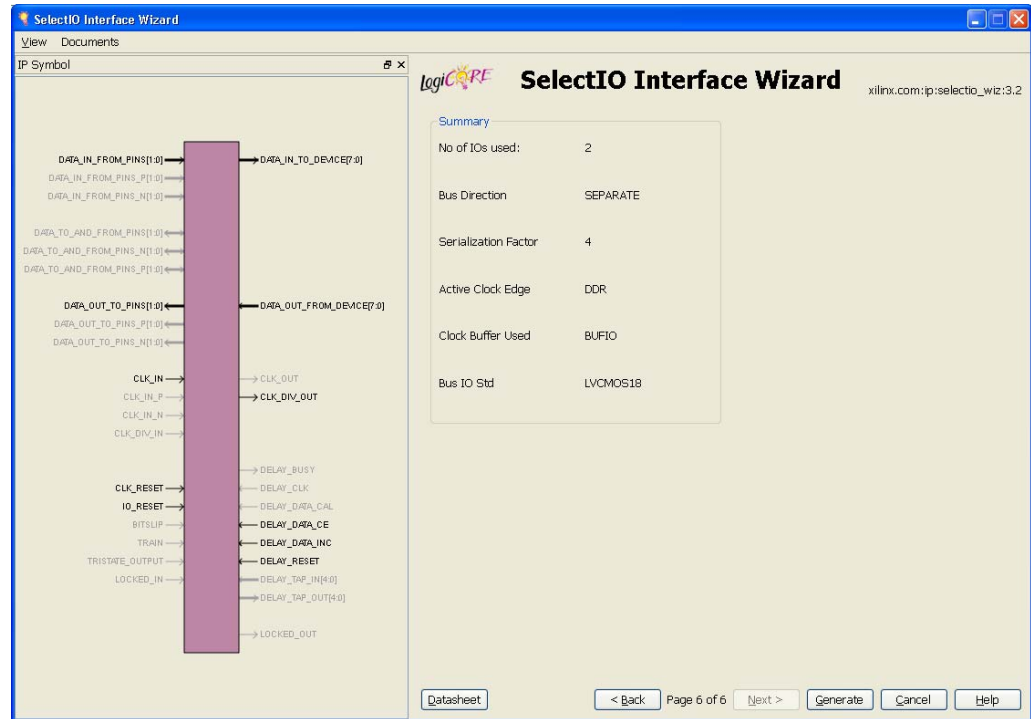 SelectIO Interface Wizard
View Documents
IP Symbol
DATA_IN_FROM_PINS[1:0]
DATA_IN_FROM_PINS_P[1:0]
DATA_IN_FROM_PINS_N[1:0]
DATA_TO_AND_FROM_PINS[1:0]
DATA_TO_AND_FROM_PINS_N[1:0]
DATA_TO_AND_FROM_PINS_P[1:0]
DATA_OUT_TO_PINS[1:0]
DATA_OUT_TO_PINS_P[1:0]
DATA_OUT_TO_PINS_N[1:0]
CLK_IN
CLK_IN_P
CLK_IN_N
CLK_DIV_IN
CLK_RESET
IO_RESET
BITSLIP
TRAIN
TRISTATE_OUTPUT
LOCKED_IN
DATA_IN_TO_DEVICE[7:0]
DATA_OUT_FROM_DEVICE[7:0]
CLK_OUT
CLK_DIV_OUT
DELAY_BUSY
DELAY_CLK
DELAY_DATA_CAL
DELAY_DATA_CE
DELAY_DATA_INC
DELAY_RESET
DELAY_TAP_IN[4:0]
DELAY_TAP_OUT[4:0]
LOCKED_OUT
LogiCORE
SelectIO Interface Wizard
xilinx.com:ip:selectio_wiz:3.2
Summary
No of IOs used: 2
Bus Direction SEPARATE
Serialization Factor 4
Active Clock Edge DDR
Clock Buffer Used BUFIO
Bus IO Std LVCMOS18
Datasheet < Back Page 6 of 6 Next > Generate Cancel Help